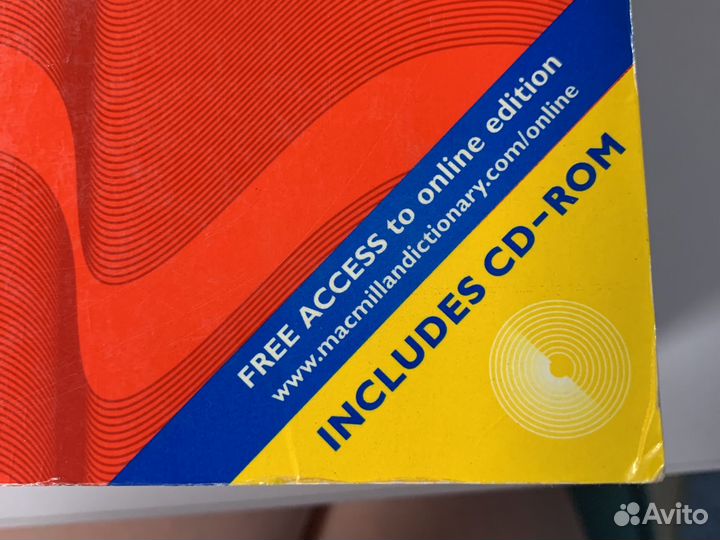 FREE ACCESS to online edition
www.macmillandictionary.com/online
INCLUDES CD-ROM
Avito